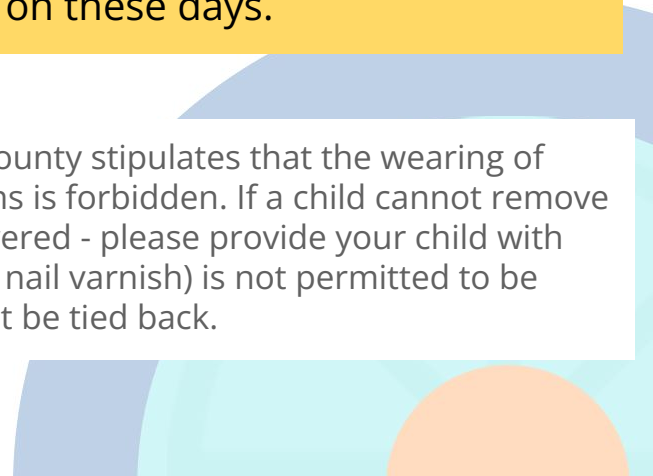 on these days.
ounty stipulates that the wearing of
ns is forbidden. If a child cannot remove
ered - please provide your child with
nail varnish) is not permitted to be
t be tied back.